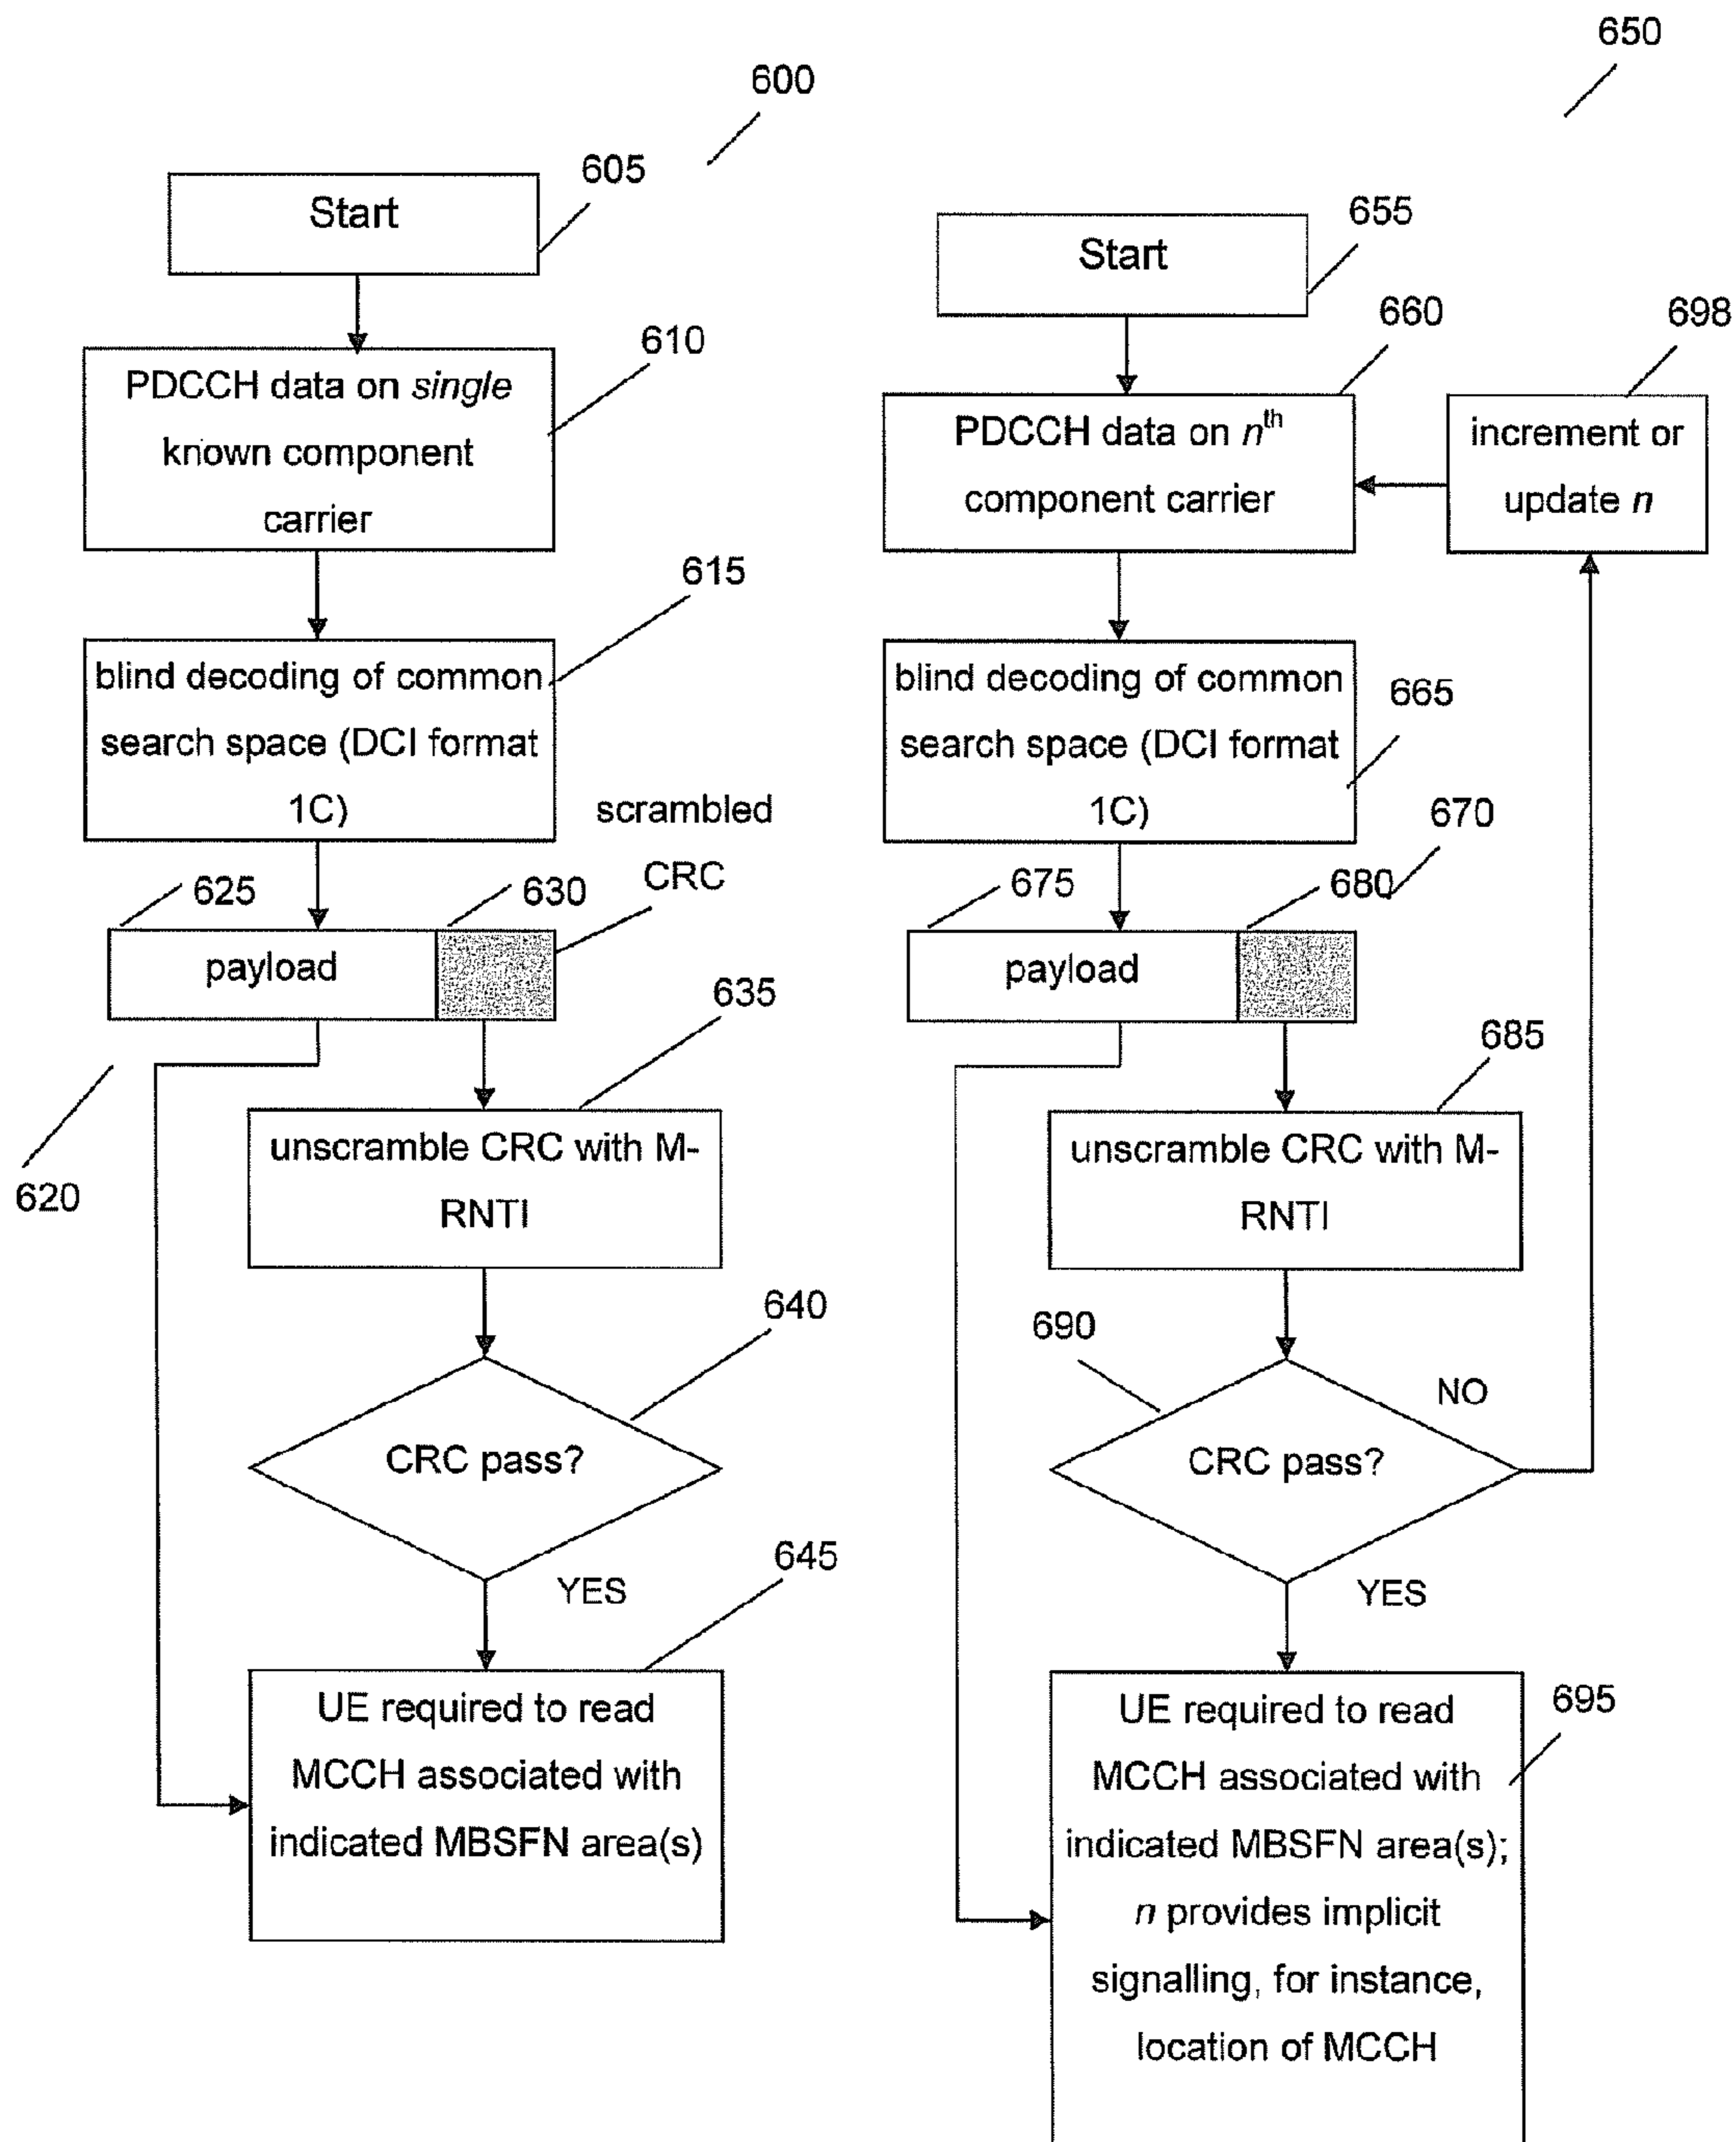 600
605
Start
610
PDCCH data on single
known component
carrier
615
blind decoding of common
search space (DCI format
1C)
scrambled
CRC
625
630
payload
620
635
unscramble CRC with M-
RNTI
640
CRC pass?
YES
645
UE required to read
MCCH associated with
indicated MBSFN area(s)
650
655
Start
660
698
PDCCH data on nth
component carrier
increment or
update n
blind decoding of common
search space (DCI format
1C)
665
670
675
680
payload
685
unscramble CRC with M-
RNTI
690
NO
CRC pass?
YES
695
UE required to read
MCCH associated with
indicated MBSFN area(s);
n provides implicit
signalling, for instance,
location of MCCH